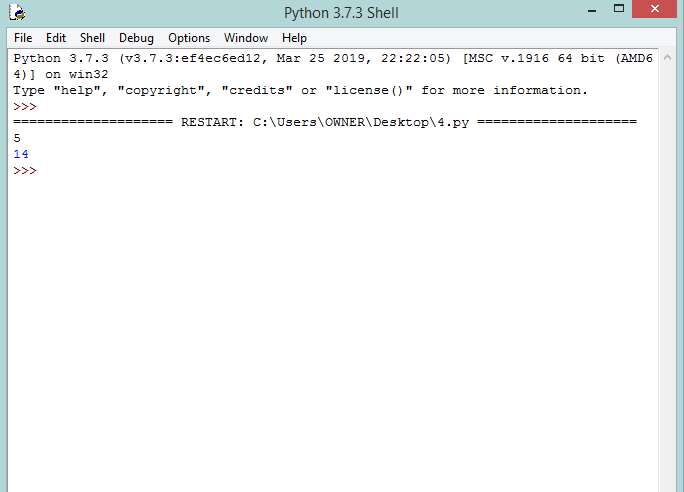 Python 3.7.3 Shell
File Edit Shell Debug Options Window Help
Python 3.7.3 (v3.7.3:ef4ec6ed12, Mar 25 2019, 22:22:05) [MSC v.1916 64 bit (AMD6
4)] on win32
Type "help", "copyright", "credits" or "license()" for more information.
>>>
==================== RESTART: C:\Users\OWNER\Desktop\4.py ====================
5
14
>>>